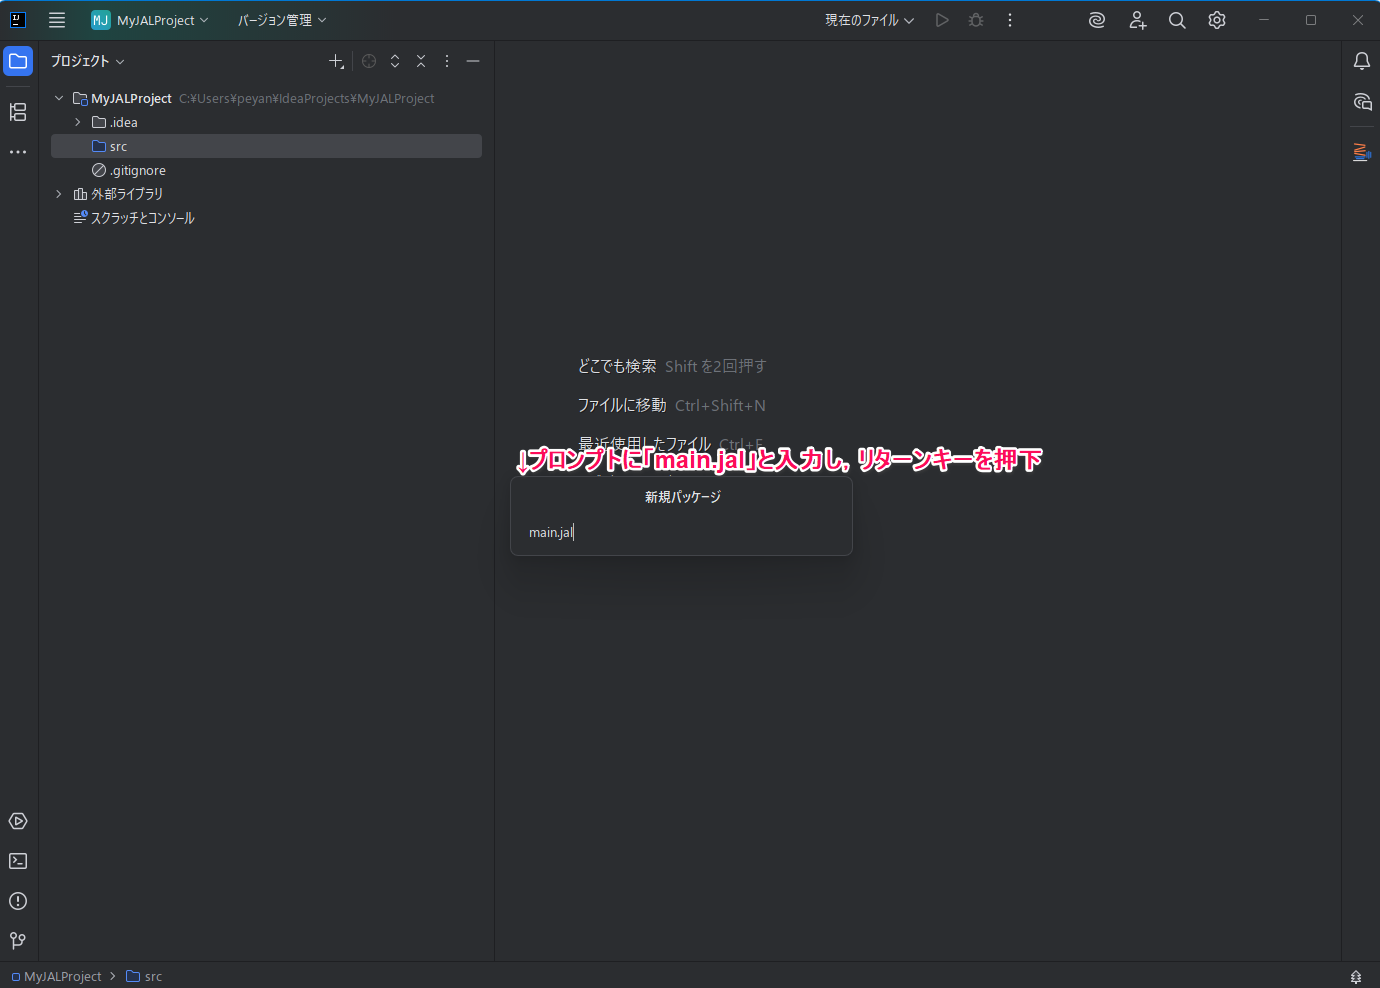 MJ MyJALProject バージョン管理 現在のファイル
プロジェクト
MyJALProject C:¥Users¥peyan¥IdeaProjects¥MyJALProject
.idea
src
.gitignore
外部ライブラリ
スクラッチとコンソール
どこでも検索 Shift を2回押す
ファイルに移動 Ctrl+Shift+N
最近使用したファイル Ctrl+E
↓プロンプトに「main.jal」と入力し，リターンキーを押下
新規パッケージ
main.jal
MyJALProject > src